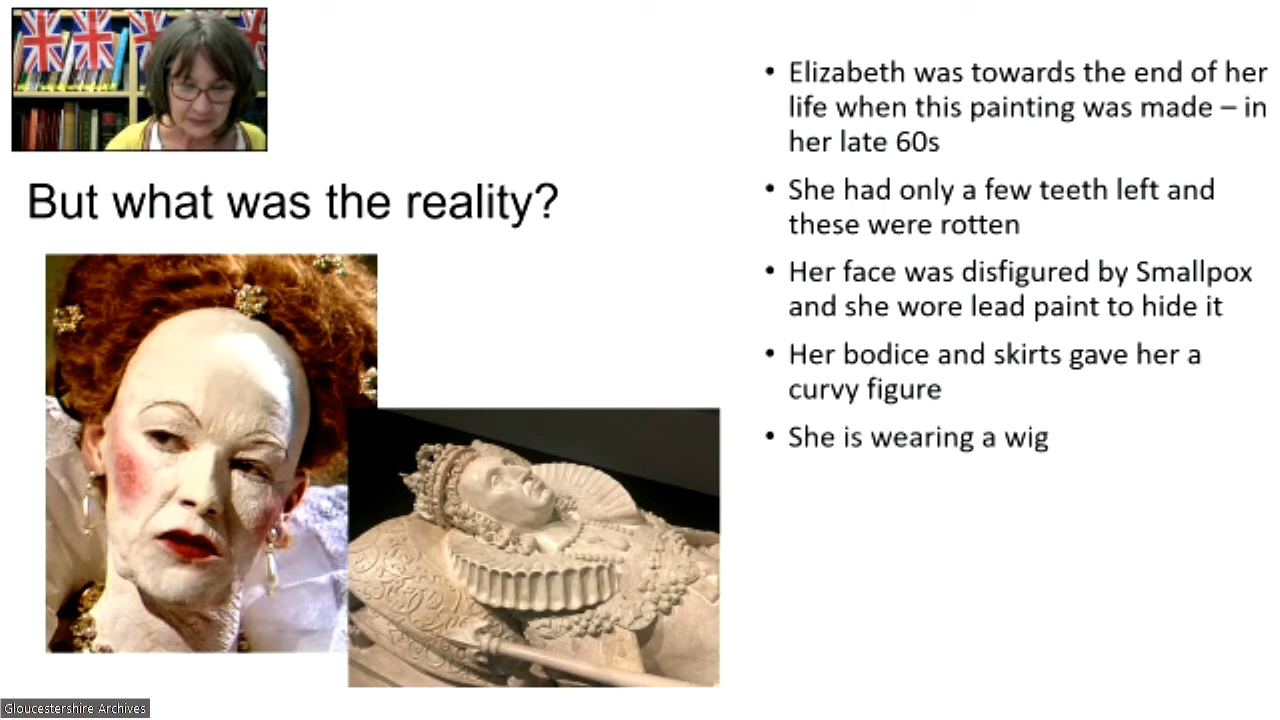 But what was the reality?
• Elizabeth was towards the end of her
life when this painting was made – in
her late 60s
• She had only a few teeth left and
these were rotten
• Her face was disfigured by Smallpox
and she wore lead paint to hide it
• Her bodice and skirts gave her a
curvy figure
• She is wearing a wig
Gloucestershire Archives